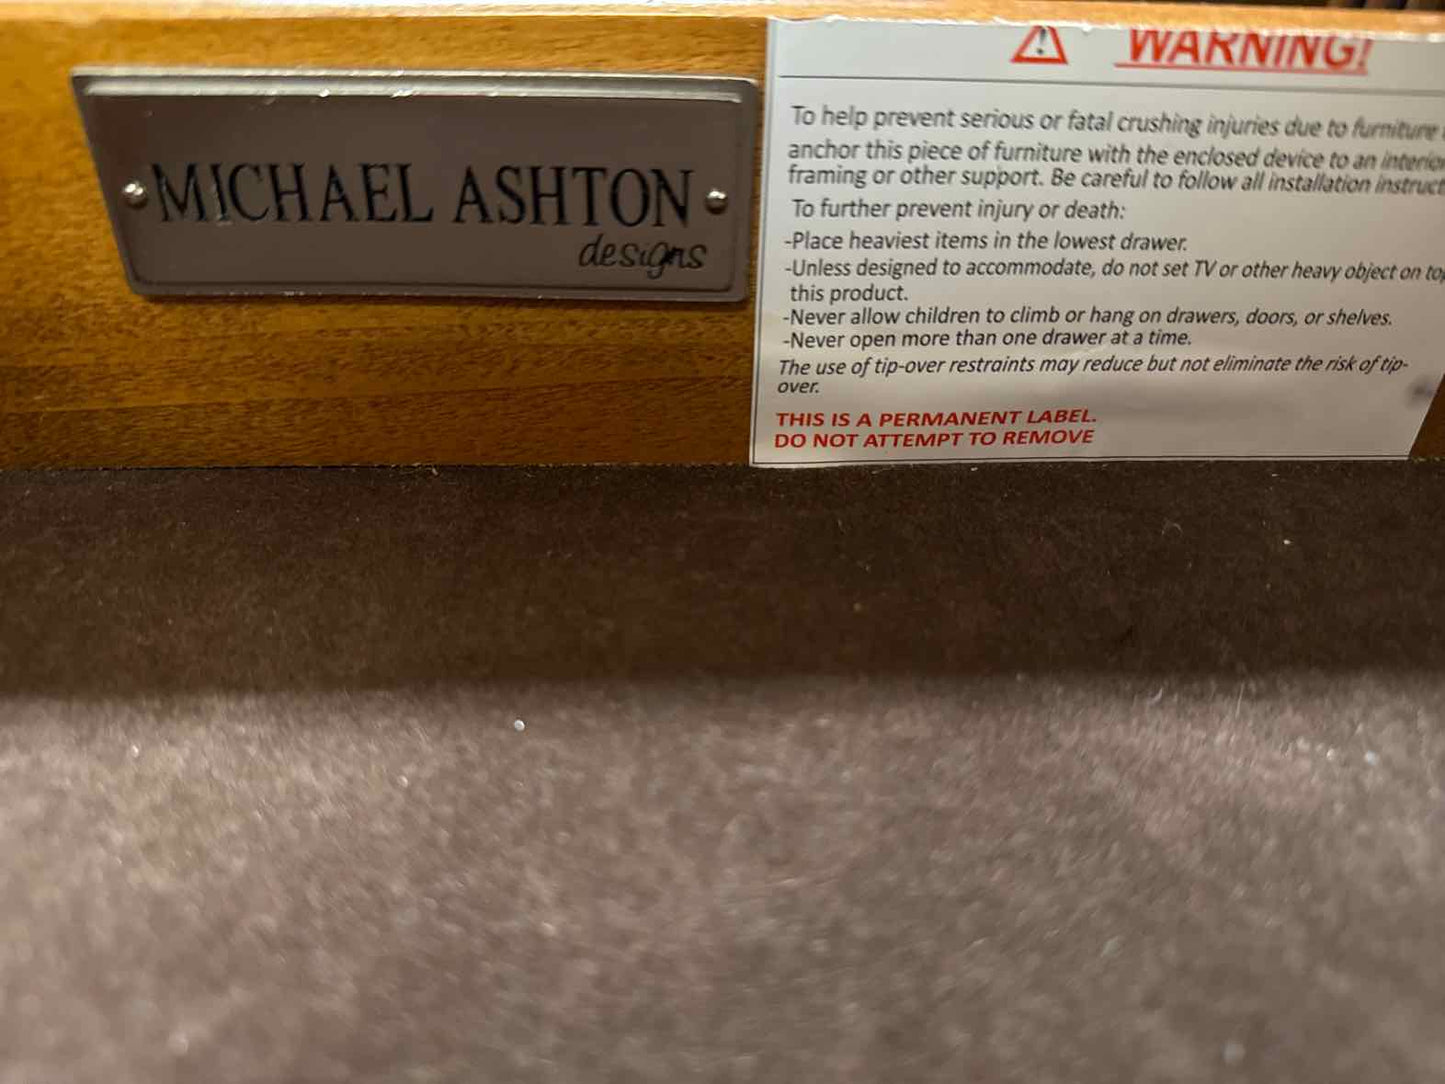 MICHAEL ASHTON
designs
WARNING!
To help prevent serious or fatal crushing injuries due to furniture
anchor this piece of furniture with the enclosed device to an interior
framing or other support. Be careful to follow all installation instruct
To further prevent injury or death:
-Place heaviest items in the lowest drawer.
-Unless designed to accommodate, do not set TV or other heavy object on top
this product.
-Never allow children to climb or hang on drawers, doors, or shelves.
-Never open more than one drawer at a time.
The use of tip-over restraints may reduce but not eliminate the risk of tip-
over.
THIS IS A PERMANENT LABEL.
DO NOT ATTEMPT TO REMOVE